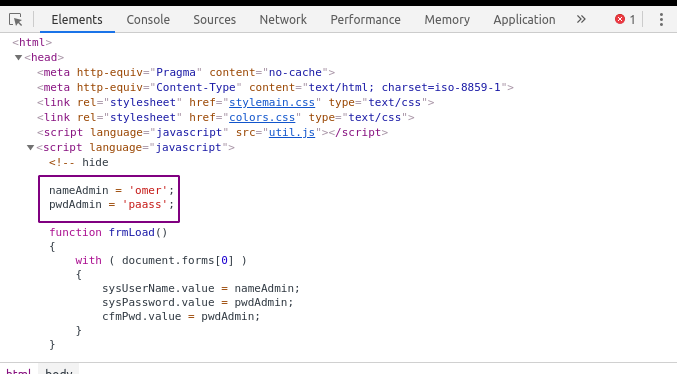 Elements Console Sources Network Performance Memory Application » 1
<html>
▼<head>
<meta http-equiv="Pragma" content="no-cache">
<meta http-equiv="Content-Type" content="text/html; charset=iso-8859-1">
<link rel="stylesheet" href="stylemain.css" type="text/css">
<link rel="stylesheet" href="colors.css" type="text/css">
<script language="javascript" src="util.js"></script>
▼<script language="javascript">
<!-- hide
nameAdmin = 'omer';
pwdAdmin = 'paass';
function frmLoad()
{
with ( document.forms[0] )
{
sysUserName.value = nameAdmin;
sysPassword.value = pwdAdmin;
cfmPwd.value = pwdAdmin;
}
}
html body